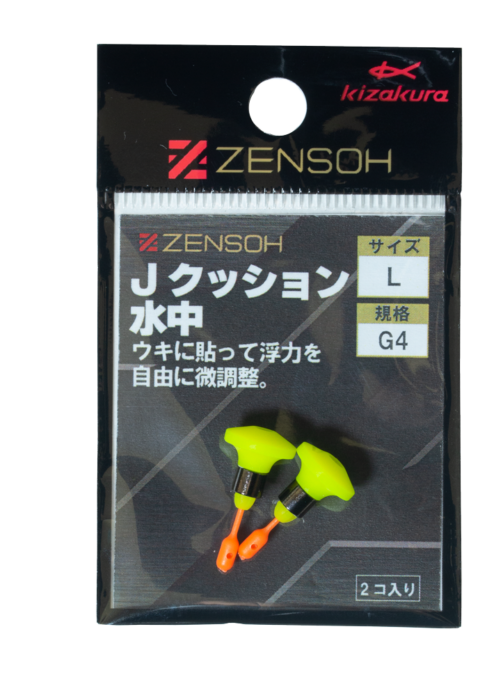 kizakura
ZENSOH
ZENSOH
Jクッション
水中
ウキに貼って浮力を
自由に微調整。
サイズ
L
規格
G4
2コ入り